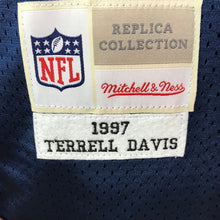 REPLICA
COLLECTION
NFL
Mitchell & Ness
1997
TERRELL DAVIS